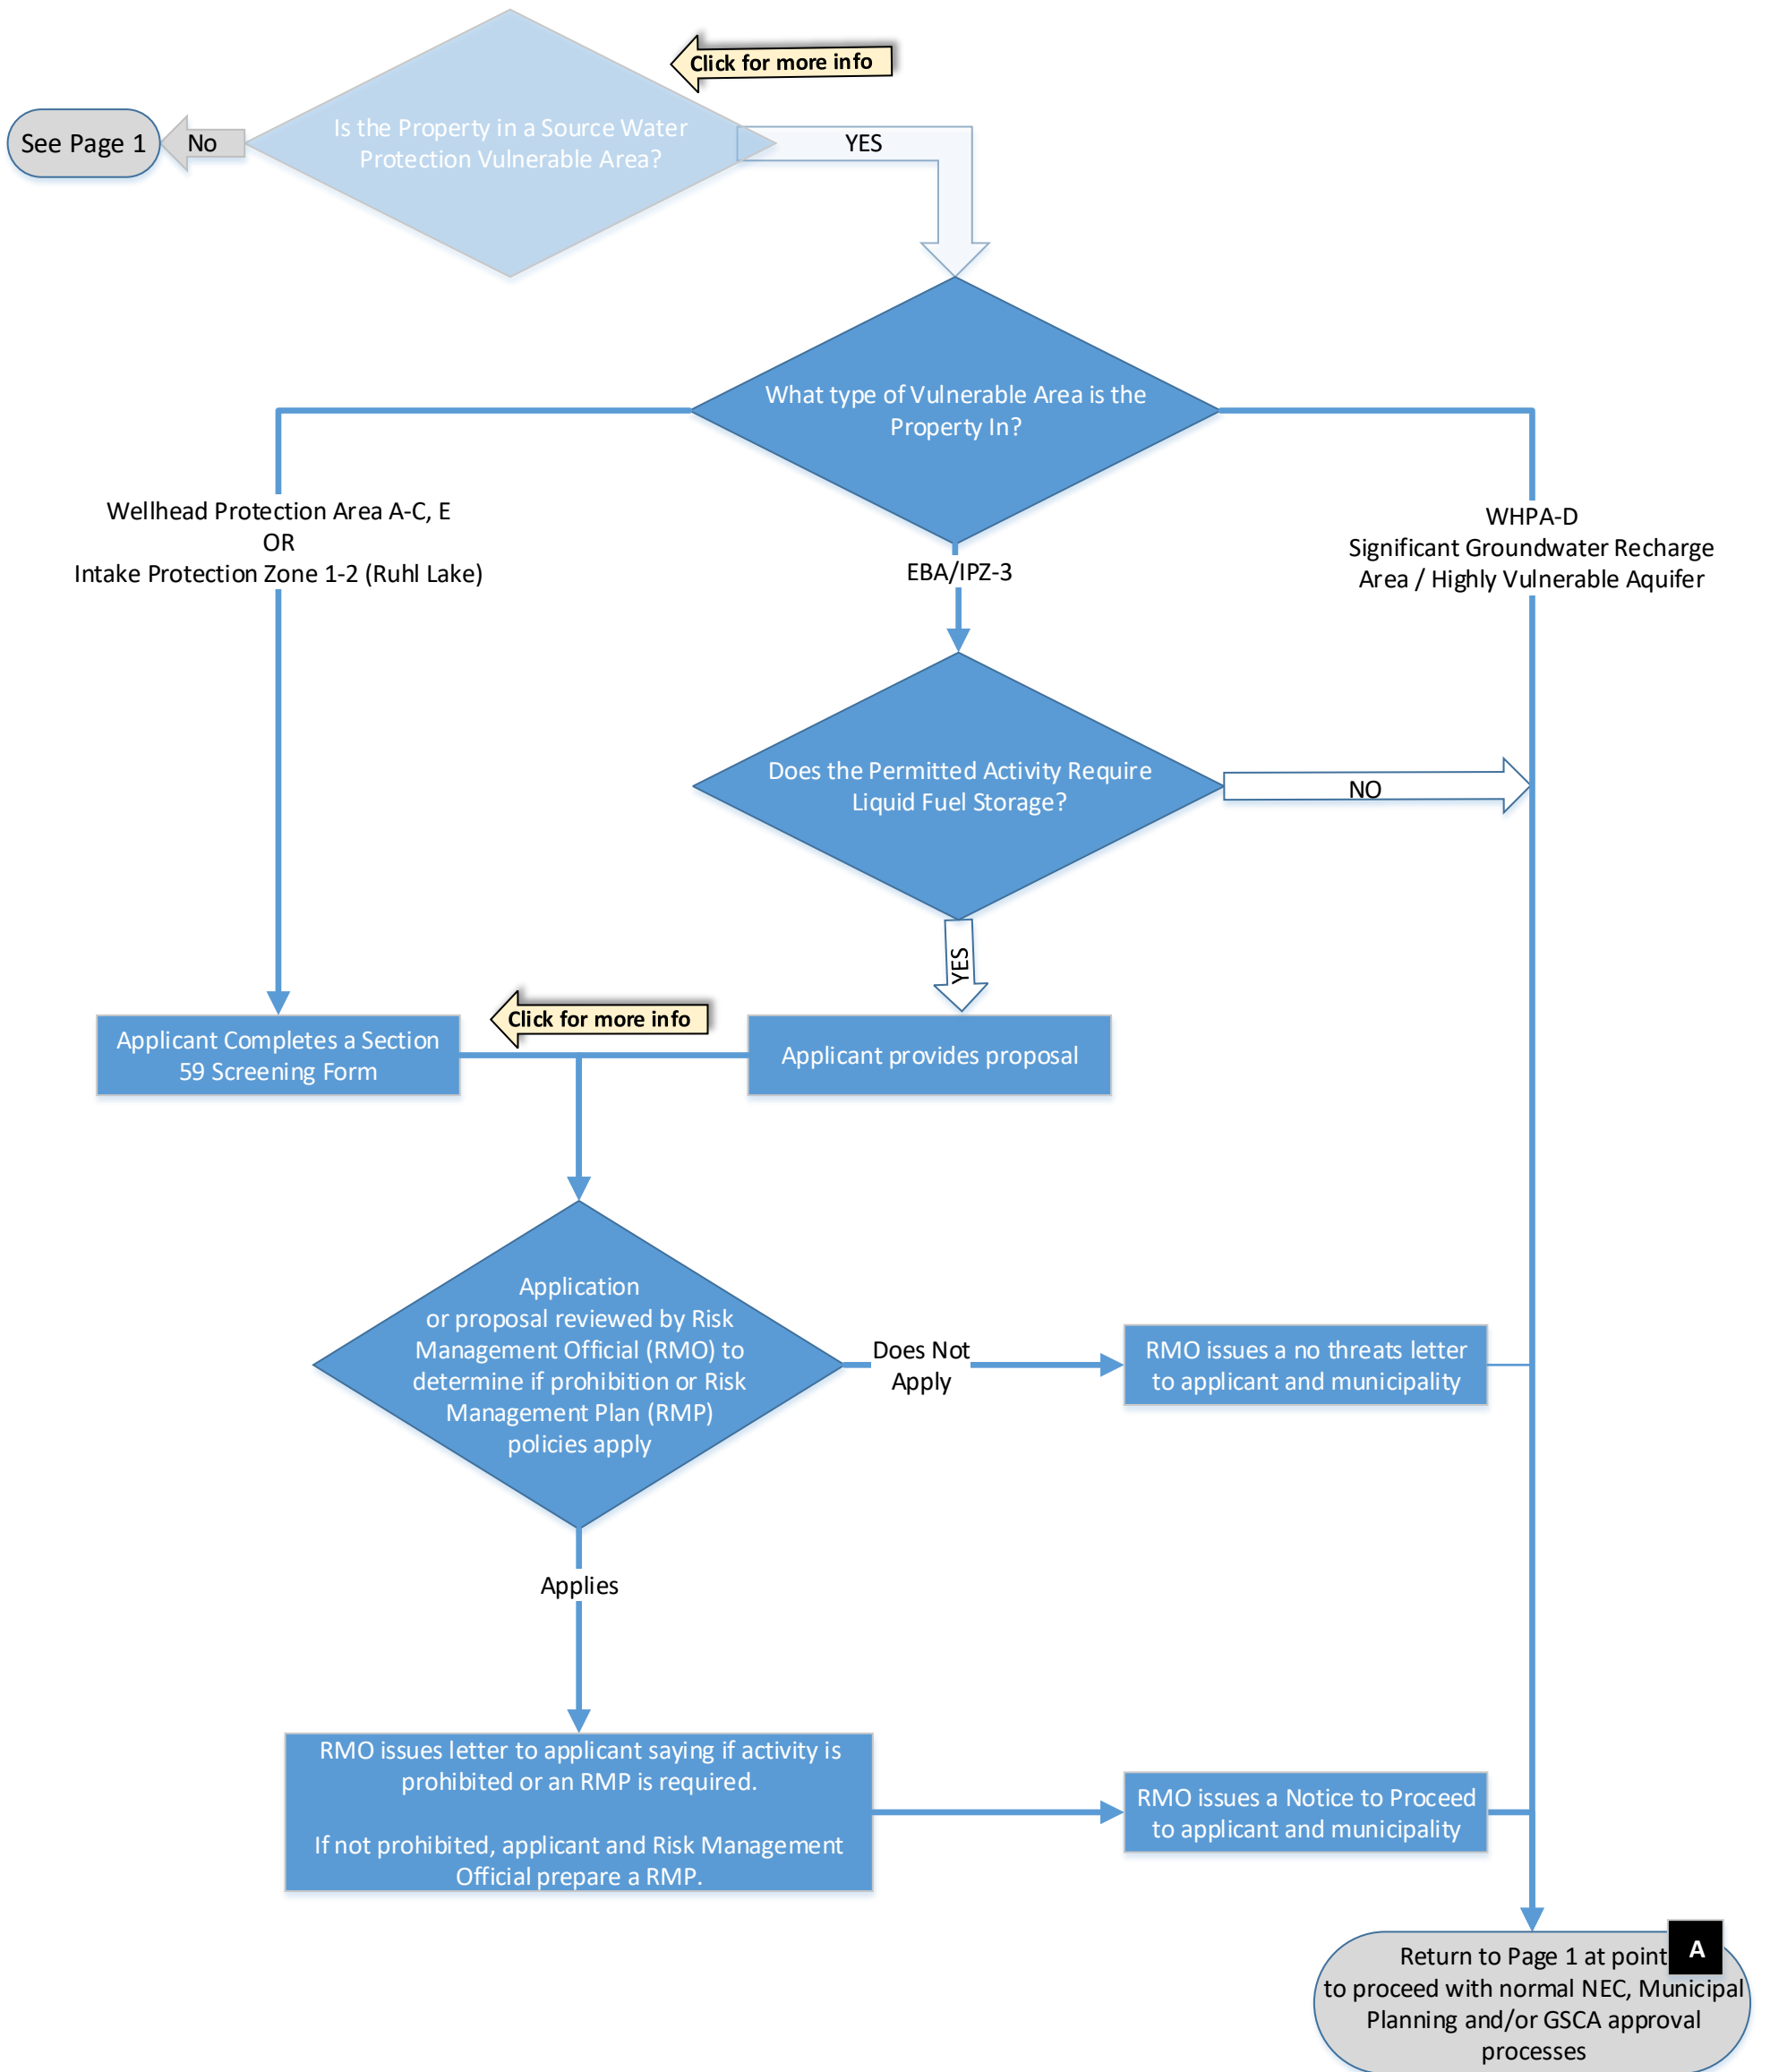 Click for more info
See Page 1
No
Is the Property in a Source Water
Protection Vulnerable Area?
YES
What type of Vulnerable Area is the
Property In?
Wellhead Protection Area A-C, E
OR
Intake Protection Zone 1-2 (Ruhl Lake)
EBA/IPZ-3
WHPA-D
Significant Groundwater Recharge
Area / Highly Vulnerable Aquifer
Does the Permitted Activity Require
Liquid Fuel Storage?
NO
YES
Click for more info
Applicant Completes a Section
59 Screening Form
Applicant provides proposal
Application
or proposal reviewed by Risk
Management Official (RMO) to
determine if prohibition or Risk
Management Plan (RMP)
policies apply
Does Not
Apply
RMO issues a no threats letter
to applicant and municipality
Applies
RMO issues letter to applicant saying if activity is
prohibited or an RMP is required.
If not prohibited, applicant and Risk Management
Official prepare a RMP.
RMO issues a Notice to Proceed
to applicant and municipality
Return to Page 1 at point A
to proceed with normal NEC, Municipal
Planning and/or GSCA approval
processes